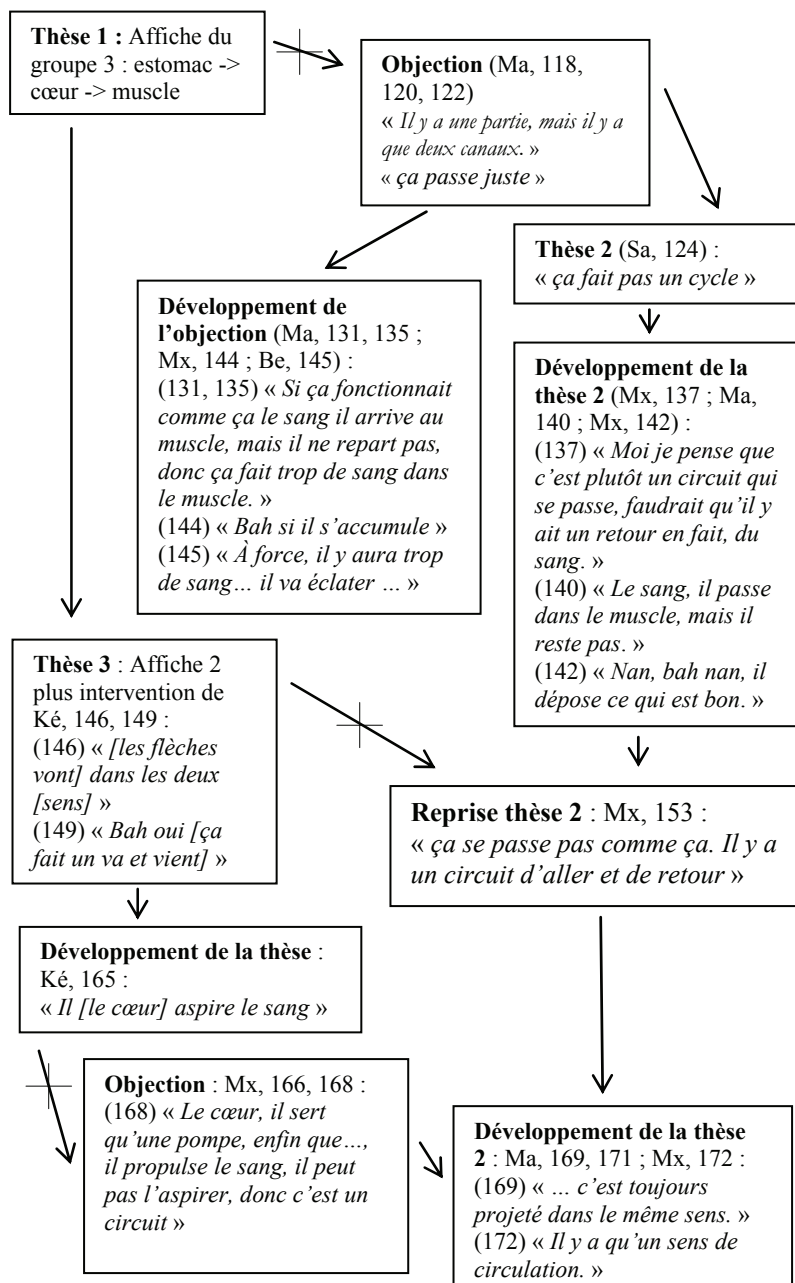 Thèse 1 : Affiche du
groupe 3 : estomac ->
cœur -> muscle
Objection (Ma, 118,
120, 122)
« Il y a une partie, mais il y a
que deux canaux. »
« ça passe juste »
Thèse 2 (Sa, 124) :
« ça fait pas un cycle »
Développement de
l’objection (Ma, 131, 135 ;
Mx, 144 ; Be, 145) :
(131, 135) « Si ça fonctionnait
comme ça le sang il arrive au
muscle, mais il ne repart pas,
donc ça fait trop de sang dans
le muscle. »
(144) « Bah si il s’accumule »
(145) « À force, il y aura trop
de sang… il va éclater … »
Développement de la
thèse 2 (Mx, 137 ; Ma,
140 ; Mx, 142) :
(137) « Moi je pense que
c’est plutôt un circuit qui
se passe, faudrait qu’il y
ait un retour en fait, du
sang. »
(140) « Le sang, il passe
dans le muscle, mais il
reste pas. »
(142) « Nan, bah nan, il
dépose ce qui est bon. »
Thèse 3 : Affiche 2
plus intervention de
Ké, 146, 149 :
(146) « [les flèches
vont] dans les deux
[sens] »
(149) « Bah oui [ça
fait un va et vient] »
Reprise thèse 2 : Mx, 153 :
« ça se passe pas comme ça. Il y a
un circuit d’aller et de retour »
Développement de la thèse :
Ké, 165 :
« Il [le cœur] aspire le sang »
Objection : Mx, 166, 168 :
(168) « Le cœur, il sert
qu’une pompe, enfin que…,
il propulse le sang, il peut
pas l’aspirer, donc c’est un
circuit »
Développement de la thèse
2 : Ma, 169, 171 ; Mx, 172 :
(169) « … c’est toujours
projeté dans le même sens. »
(172) « Il y a qu’un sens de
circulation. »